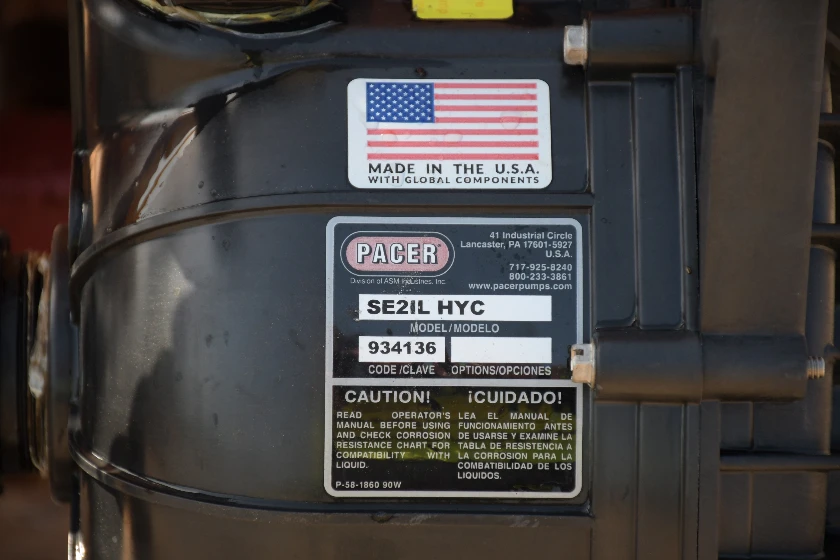 MADE IN THE U.S.A.
WITH GLOBAL COMPONENTS
PACER®
Division of ASM Industries, Inc.
41 Industrial Circle
Lancaster, PA 17601-5927
U.S.A.
717-925-8240
800-233-3861
www.pacerpumps.com
SE2IL HYC
MODEL/MODELO
934136
CODE/CLAVE OPTIONS/OPCIONES
CAUTION!
READ OPERATOR'S
MANUAL BEFORE USING
AND CHECK CORROSION
RESISTANCE CHART FOR
COMPATIBILITY WITH
LIQUID.
¡CUIDADO!
LEA EL MANUAL DE
FUNCIONAMIENTO ANTES
DE USARSE Y EXAMINE LA
TABLA DE RESISTENCIA A
LA CORROSION PARA LA
COMBATIBILIDAD DE LOS
LIQUIDOS.
P-58-1860 90W